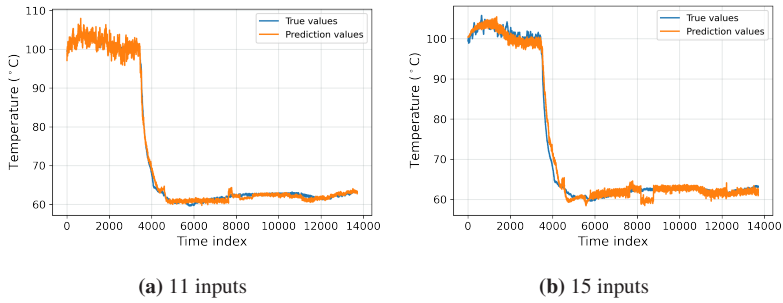 110
100
90
80
70
60
Temperature (°C)
0 2000 4000 6000 8000 10000 12000 14000
Time index
True values
Prediction values
(a) 11 inputs
100
90
80
70
60
Temperature (°C)
0 2000 4000 6000 8000 10000 12000 14000
Time index
True values
Prediction values
(b) 15 inputs